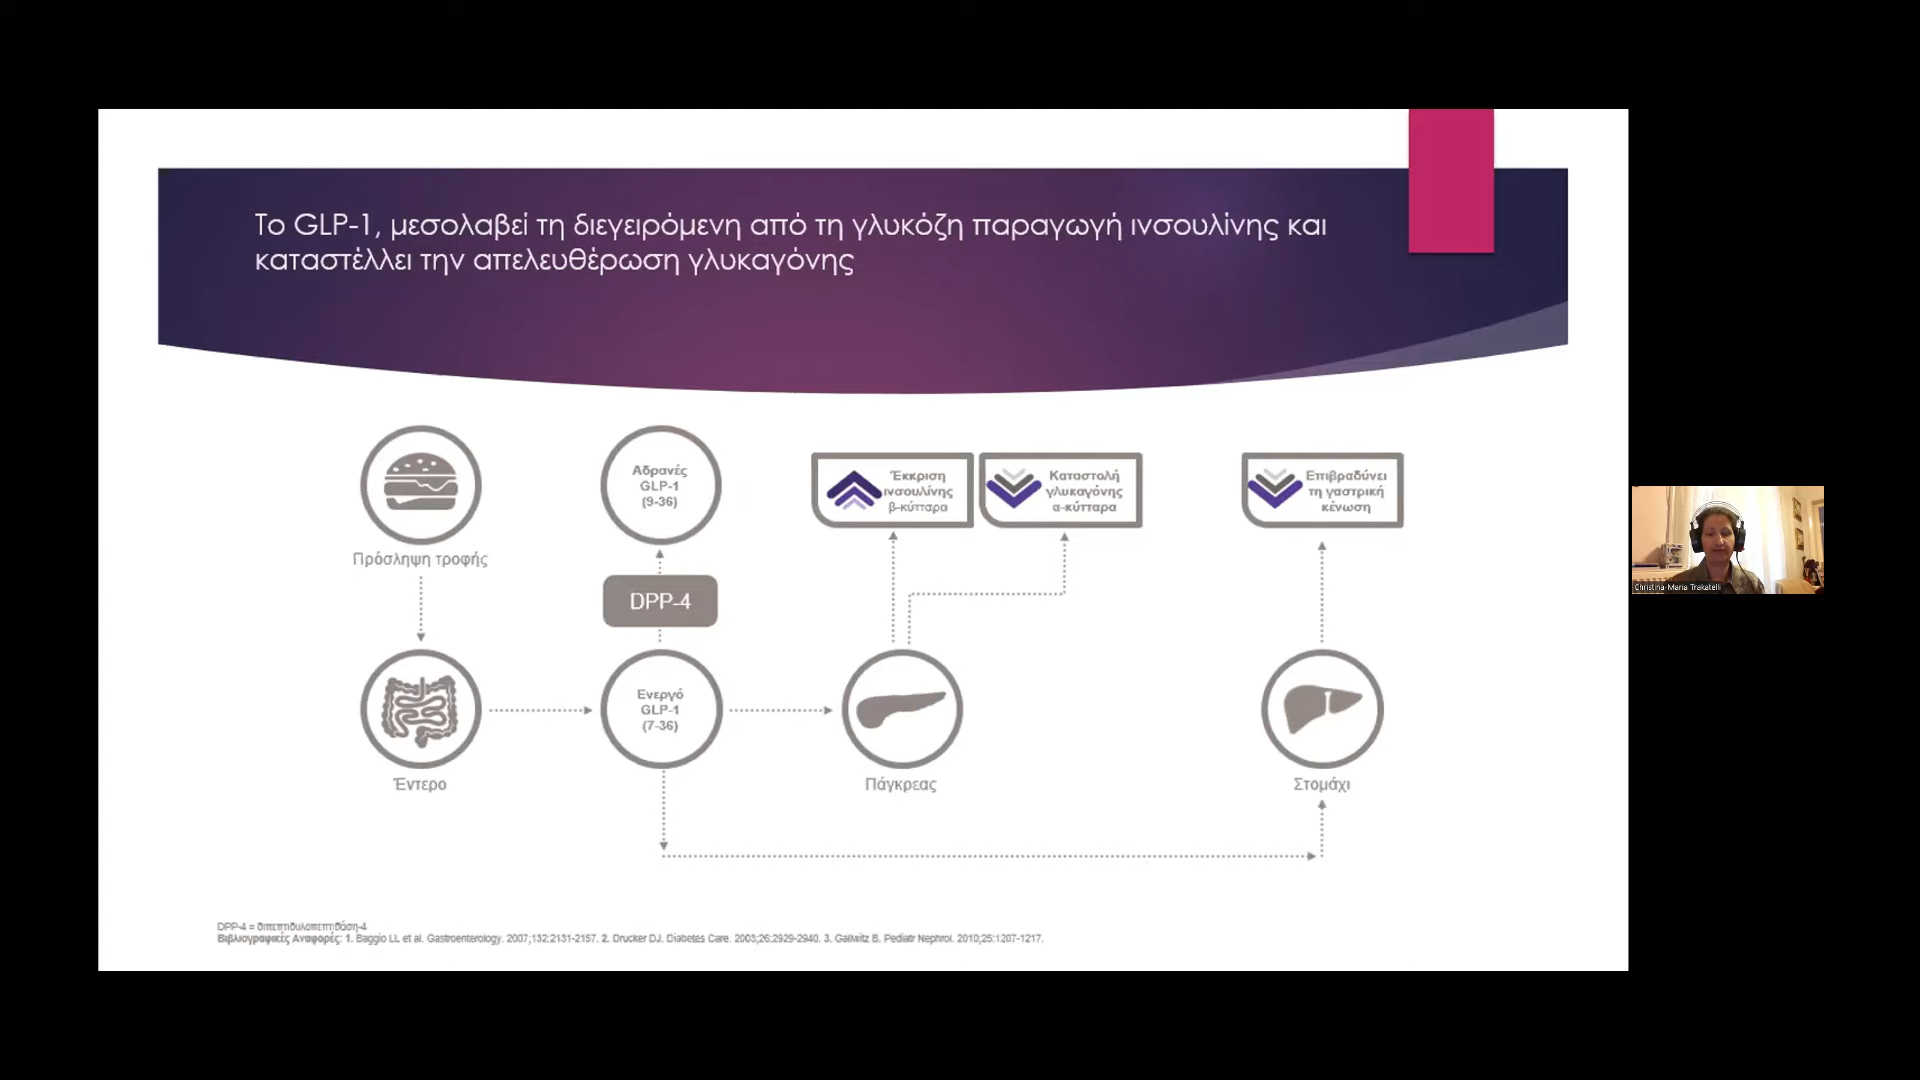 Το GLP-1, μεσολαβεί τη διεγειρόμενη από τη γλυκόζη παραγωγή ινσουλίνης και
καταστέλλει την απελευθέρωση γλυκαγόνης
Πρόσληψη τροφής
Αδρανές
GLP-1
(9-36)
Έκκριση
ινσουλίνης
β-κύτταρα
Καταστολή
γλυκαγόνης
α-κύτταρα
Επιβραδύνει
τη γαστρική
κένωση
DPP-4
Ενεργό
GLP-1
(7-36)
Έντερο
Πάγκρεας
Στομάχι
DPP-4 = διπεπτιδυλοπεπτιδάση-4
Βιβλιογραφικές Αναφορές: 1. Baggio LL et al. Gastroenterology. 2007;132:2131-2157. 2. Drucker DJ. Diabetes Care. 2003;26:2929-2940. 3. Gallwitz B. Pediatr Nephrol. 2010;25:1207-1217.
Christina-Maria Trakatelli